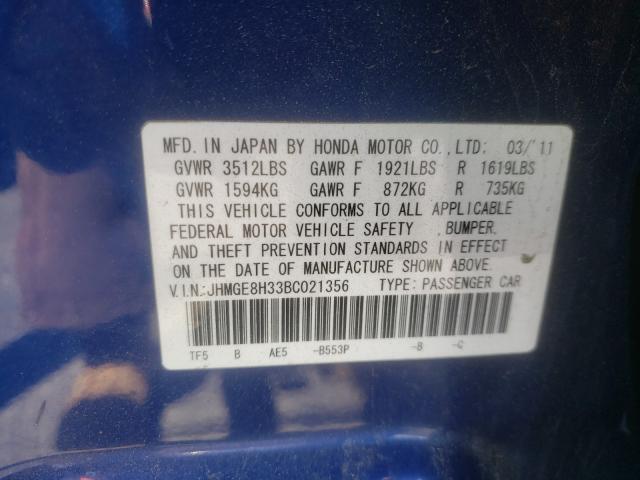 MFD. IN JAPAN BY HONDA MOTOR CO., LTD: 03/'11
GVWR 3512LBS GAWR F 1921LBS R 1619LBS
GVWR 1594KG GAWR F 872KG R 735KG
THIS VEHICLE CONFORMS TO ALL APPLICABLE
FEDERAL MOTOR VEHICLE SAFETY , BUMPER,
AND THEFT PREVENTION STANDARDS IN EFFECT
ON THE DATE OF MANUFACTURE SHOWN ABOVE.
V.I.N.:JHMGE8H33BC021356 TYPE: PASSENGER CAR
TF5 B AE5 -B553P -B -C